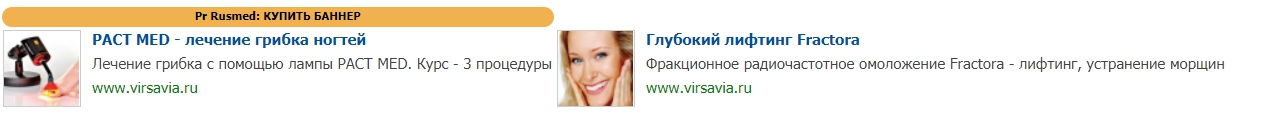 Pr Rusmed: КУПИТЬ БАННЕР
PACT MED - лечение грибка ногтей
Лечение грибка с помощью лампы PACT MED. Курс - 3 процедуры
www.virsavia.ru
Глубокий лифтинг Fractora
Фракционное радиочастотное омоложение Fractora - лифтинг, устранение морщин
www.virsavia.ru